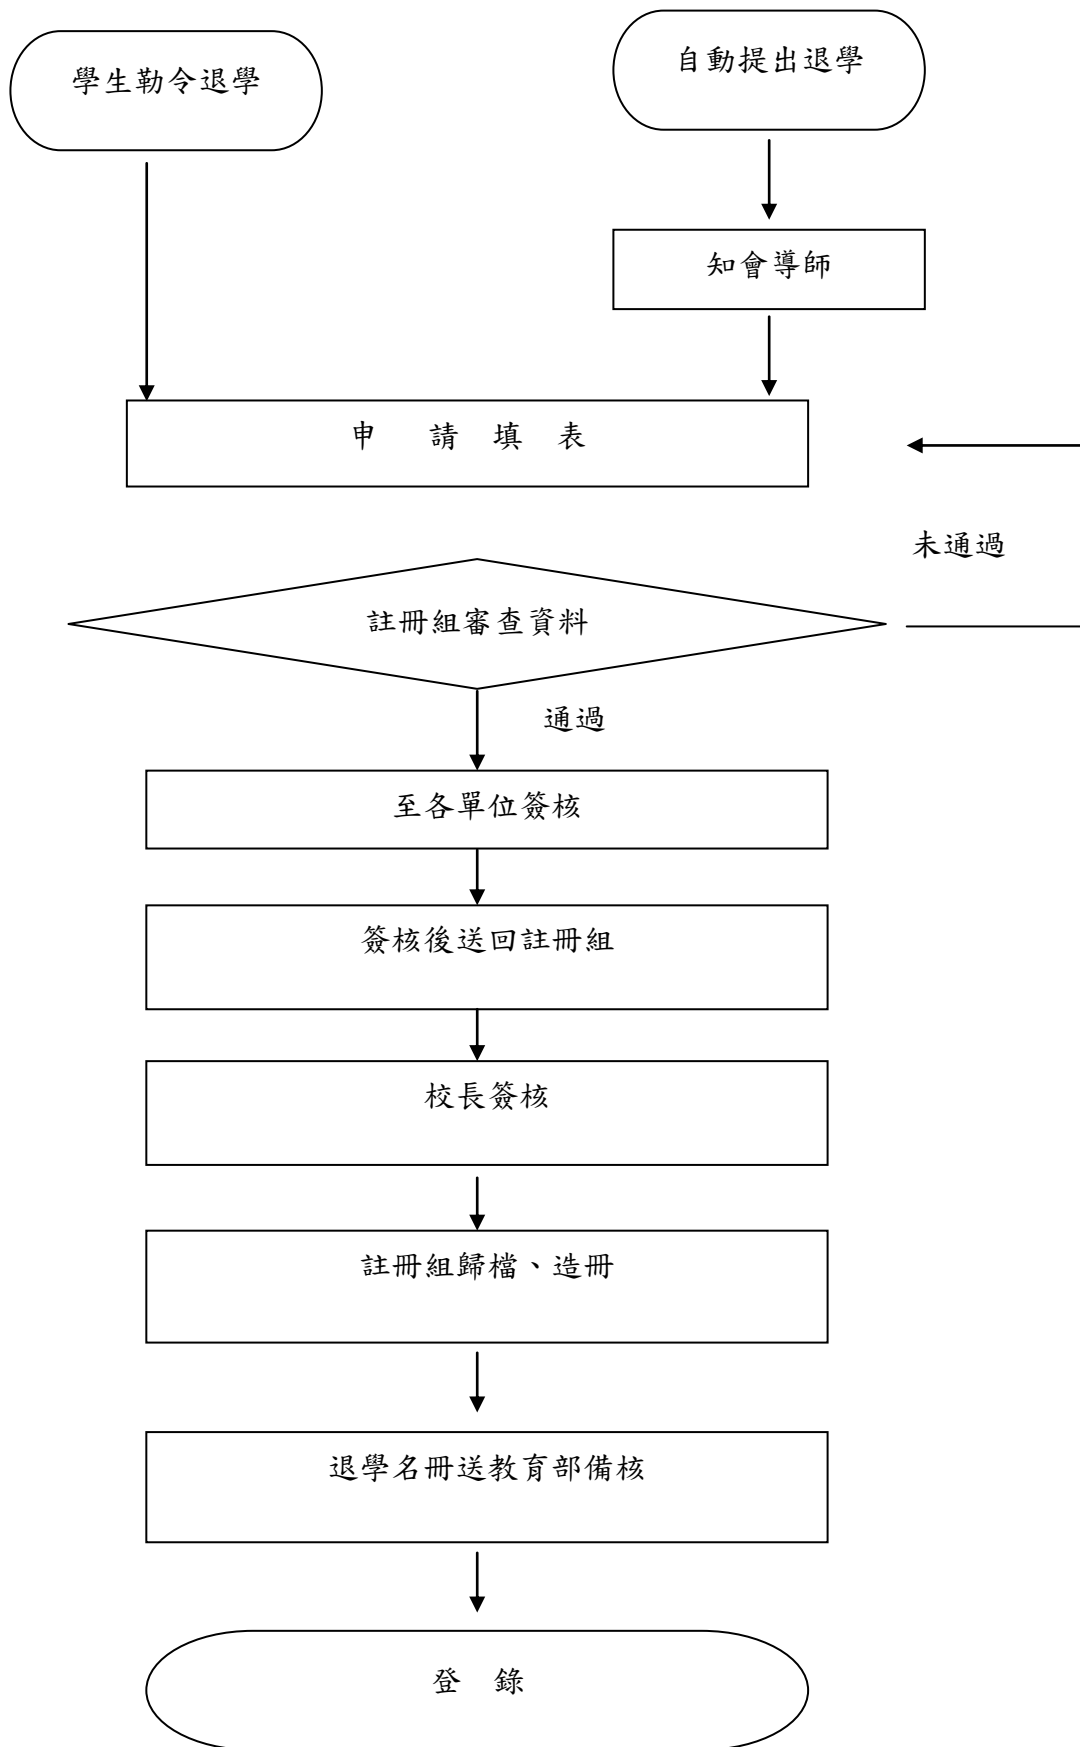 學生勒令退學
自動提出退學
知會導師
申 請 填 表
未通過
註冊組審查資料
通過
至各單位簽核
簽核後送回註冊組
校長簽核
註冊組歸檔、造冊
退學名冊送教育部備核
登 錄